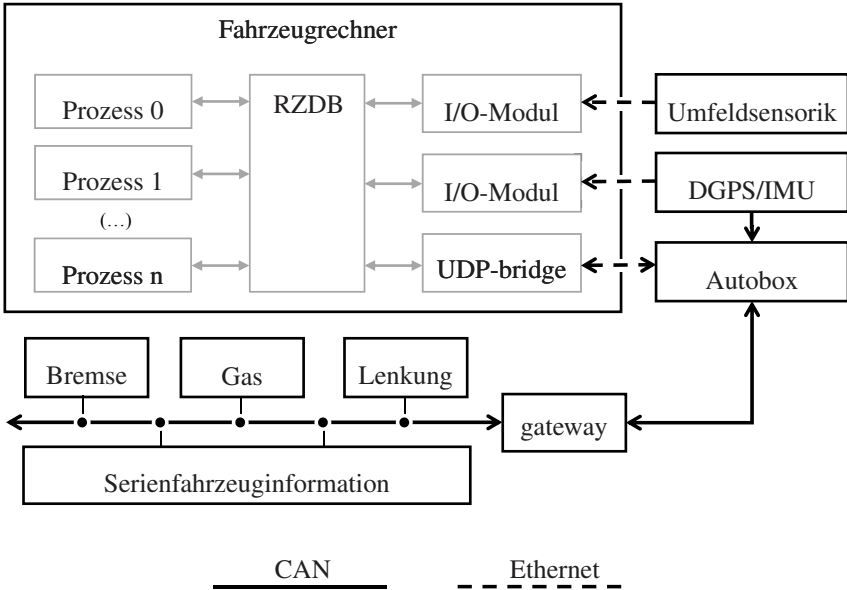 Fahrzeugrechner
Prozess 0
RZDB
I/O-Modul
Umfeldsensorik
Prozess 1
I/O-Modul
DGPS/IMU
(...)
Prozess n
UDP-bridge
Autobox
Bremse
Gas
Lenkung
gateway
Serienfahrzeuginformation
CAN
Ethernet